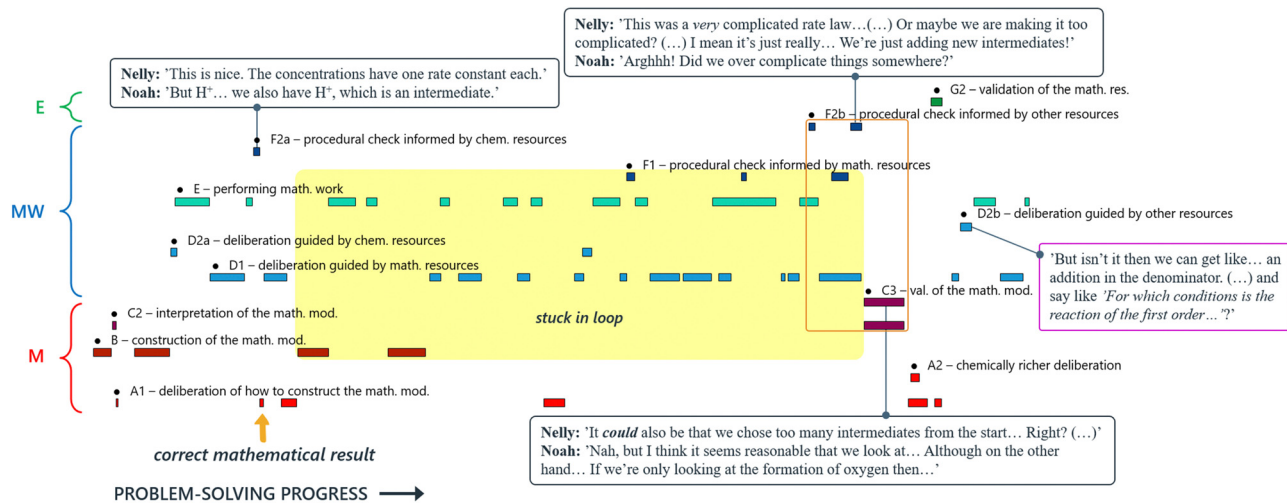 Nelly: 'This was a very complicated rate law…(…) Or maybe we are making it too
complicated? (…) I mean it's just really… We're just adding new intermediates!'
Noah: 'Arghhh! Did we over complicate things somewhere?'
Nelly: 'This is nice. The concentrations have one rate constant each.'
Noah: 'But H⁺… we also have H⁺, which is an intermediate.'
E
G2 – validation of the math. res.
F2b – procedural check informed by other resources
MW
F2a – procedural check informed by chem. resources
F1 – procedural check informed by math. resources
E – performing math. work
D2b – deliberation guided by other resources
D2a – deliberation guided by chem. resources
D1 – deliberation guided by math. resources
'But isn't it then we can get like… an
addition in the denominator. (…) and
say like 'For which conditions is the
reaction of the first order…'?'
C3 – val. of the math. mod.
C2 – interpretation of the math. mod.
stuck in loop
B – construction of the math. mod.
M
A2 – chemically richer deliberation
A1 – deliberation of how to construct the math. mod.
correct mathematical result
Nelly: 'It could also be that we chose too many intermediates from the start… Right? (…)'
Noah: 'Nah, but I think it seems reasonable that we look at… Although on the other
hand… If we're only looking at the formation of oxygen then…'
PROBLEM-SOLVING PROGRESS